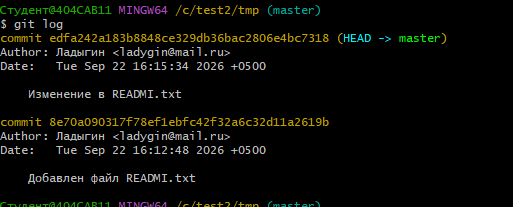 Студент@404CAB11 MINGW64 /c/test2/tmp (master)
$ git log
commit edfa242a183b8848ce329db36bac2806e4bc7318 (HEAD -> master)
Author: Ладыгин <ladygin@mail.ru>
Date:   Tue Sep 22 16:15:34 2026 +0500
Изменение в READMI.txt
commit 8e70a090317f78ef1ebfc42f32a6c32d11a2619b
Author: Ладыгин <ladygin@mail.ru>
Date:   Tue Sep 22 16:12:48 2026 +0500
Добавлен файл READMI.txt
Студент@404CAB11 MINGW64 /c/test2/tmp (master)